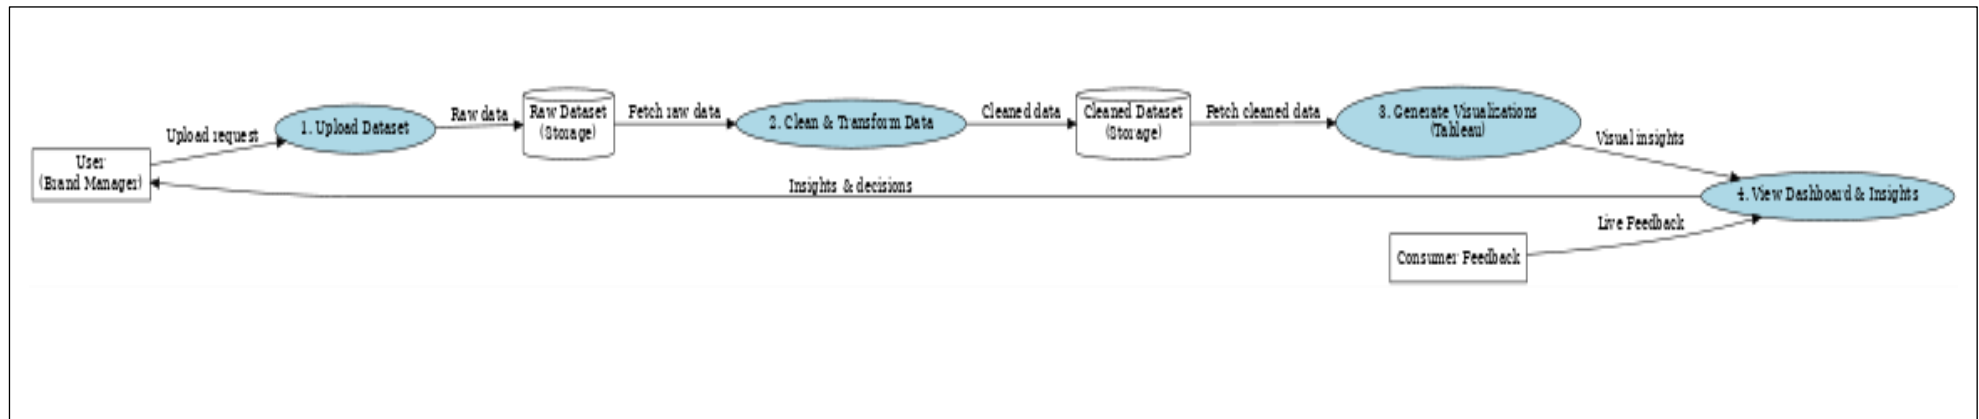 User
(Brand Manager)
Upload request
1. Upload Dataset
Raw data
Raw Dataset
(Storage)
Fetch raw data
2. Clean & Transform Data
Cleaned data
Cleaned Dataset
(Storage)
Fetch cleaned data
3. Generate Visualizations
(Tableau)
Visual insights
4. View Dashboard & Insights
Insights & decisions
Live Feedback
Consumer Feedback